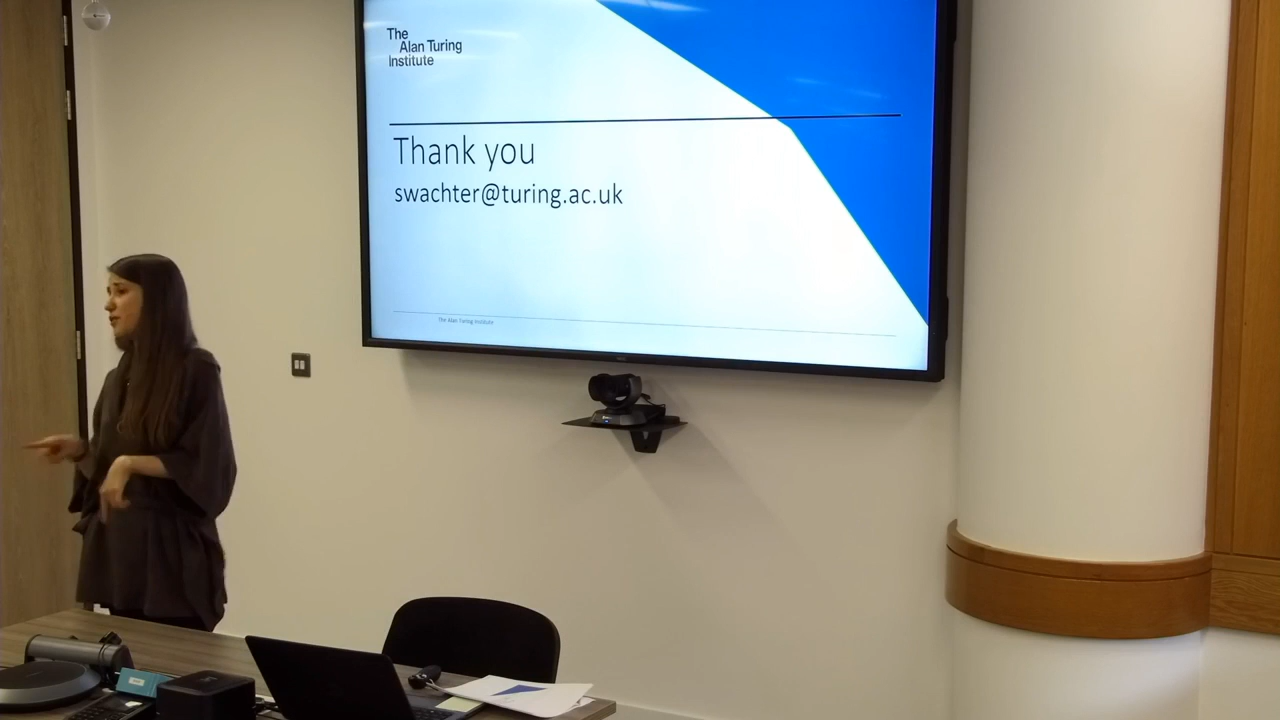 The
Alan Turing
Institute
Thank you
swachter@turing.ac.uk
The Alan Turing Institute